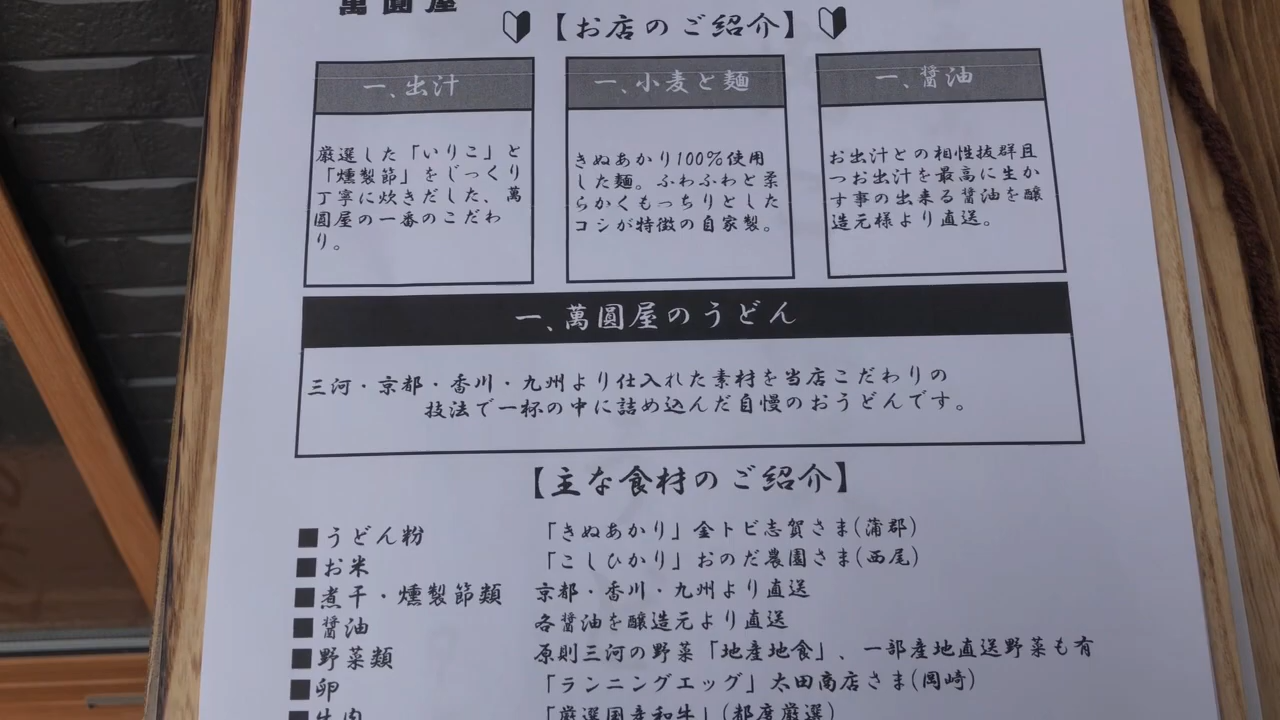 萬圓屋
【お店のご紹介】
一、出汁
厳選した「いりこ」と
「燻製節」をじっくり
丁寧に炊きだした、萬
圓屋の一番のこだわ
り。
一、小麦と麺
きぬあかり100%使用
した麺。ふわふわと柔
らかくもっちりとした
コシが特徴の自家製。
一、醤油
お出汁との相性抜群且
つお出汁を最高に生か
す事の出来る醤油を醸
造元様より直送。
一、萬圓屋のうどん
三河・京都・香川・九州より仕入れた素材を当店こだわりの
技法で一杯の中に詰め込んだ自慢のおうどんです。
【主な食材のご紹介】
■うどん粉 「きぬあかり」金トビ志賀さま(蒲郡)
■お米 「こしひかり」おのだ農園さま(西尾)
■煮干・燻製節類 京都・香川・九州より直送
■醤油 各醤油を醸造元より直送
■野菜類 原則三河の野菜「地産地食」、一部産地直送野菜も有
■卵 「ランニングエッグ」太田商店さま(岡崎)
■牛肉 「厳選国産和牛」(都度厳選)